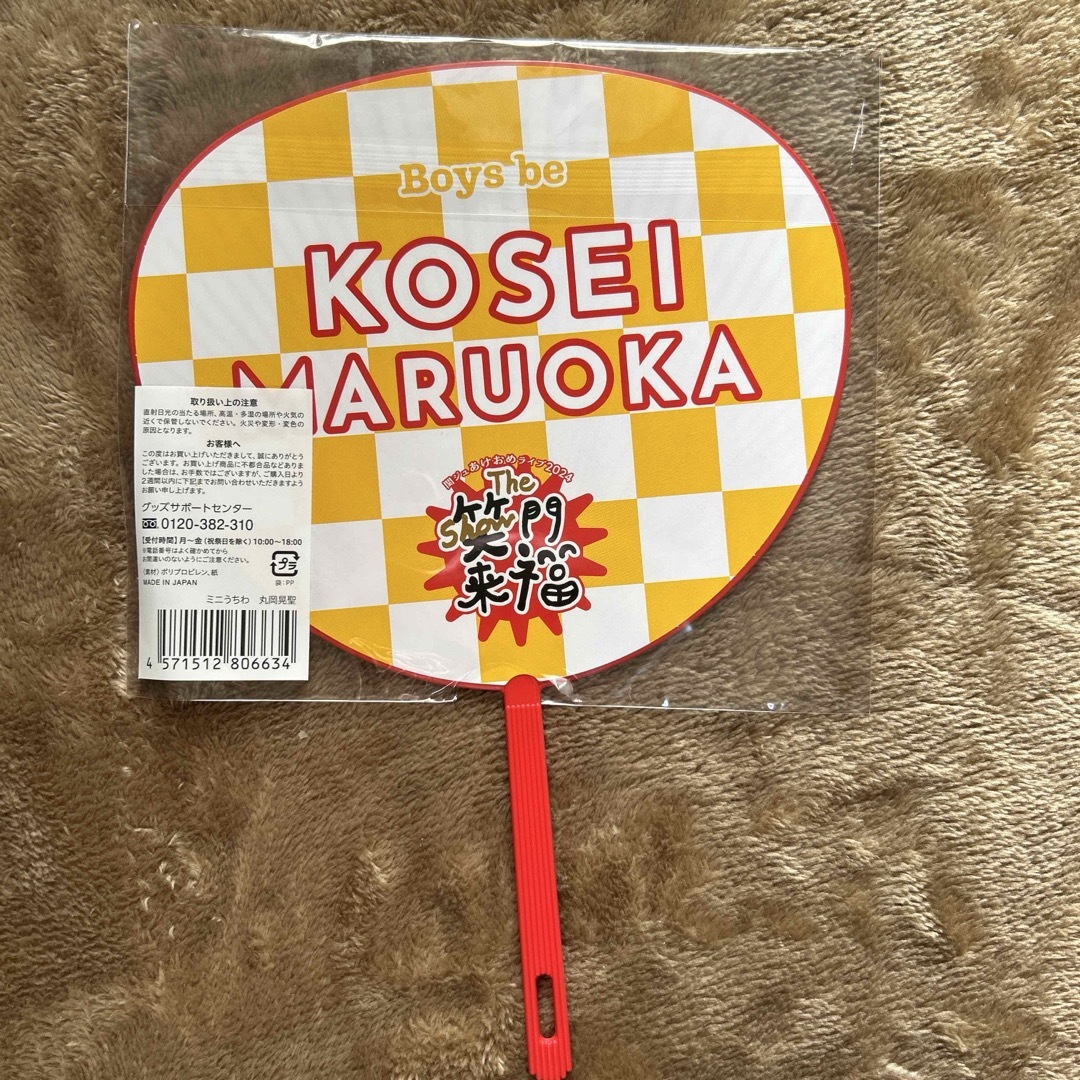 Boys be
KOSEI
MARUOKA
関ジュあけおめライブ2024
The
Show
笑門
来福
取り扱い上の注意
直射日光の当たる場所、高温・多湿の場所や火気の
近くで保管しないでください。火災や変形・変色の
原因となります。
お客様へ
この度はお買い上げいただきまして、誠にありがとう
ございます。お買い上げ商品に不都合品などありま
した場合は、お手数ではございますが、ご購入日より
2週間以内に下記までお問い合わせいただきますよう
お願い申し上げます。
グッズサポートセンター
0120-382-310
【受付時間】月〜金(祝祭日を除く)10:00〜18:00
※電話番号はよく確かめてから
お間違いのないようにご注意ください。
〈素材〉ポリプロピレン、紙
MADE IN JAPAN
プラ
袋:PP
ミニうちわ 丸岡晃聖
4 571512 806634